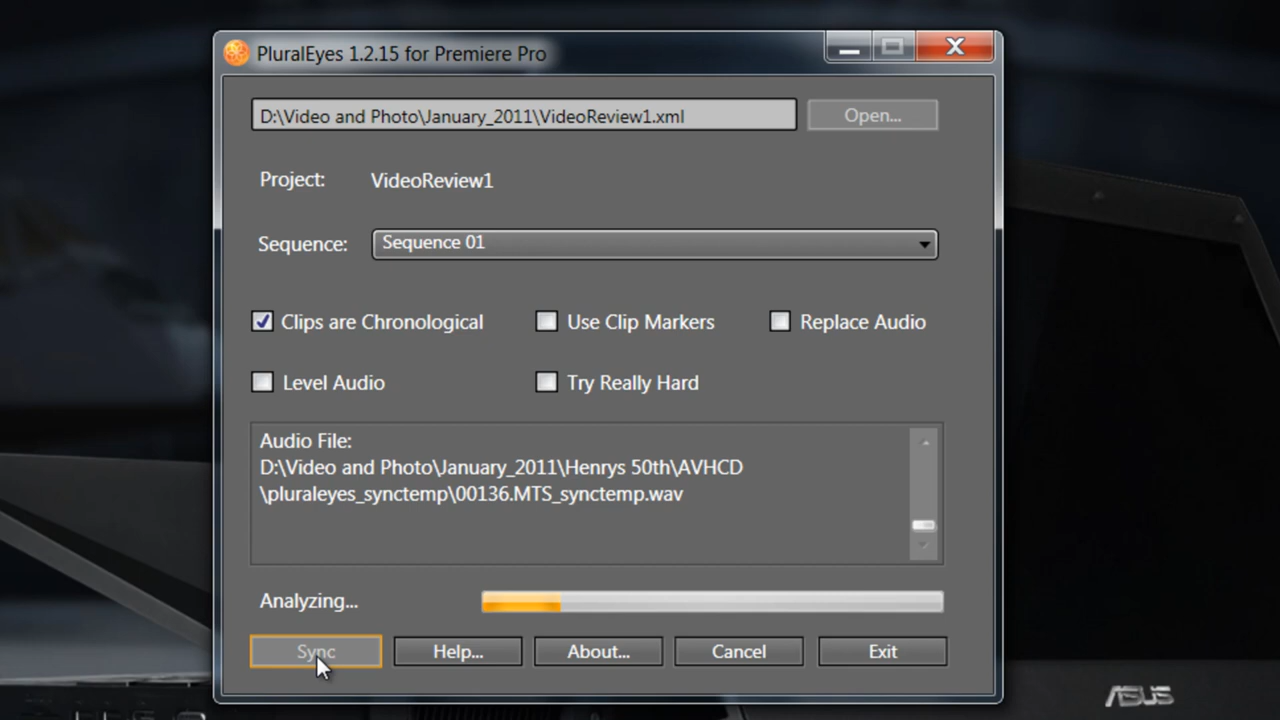 PluralEyes 1.2.15 for Premiere Pro
D:\Video and Photo\January_2011\VideoReview1.xml
Open...
Project: VideoReview1
Sequence: Sequence 01
Clips are Chronological
Use Clip Markers
Replace Audio
Level Audio
Try Really Hard
Audio File:
D:\Video and Photo\January_2011\Henrys 50th\AVHCD
\pluraleyes_synctemp\00136.MTS_synctemp.wav
Analyzing...
Sync
Help...
About...
Cancel
Exit
ASUS